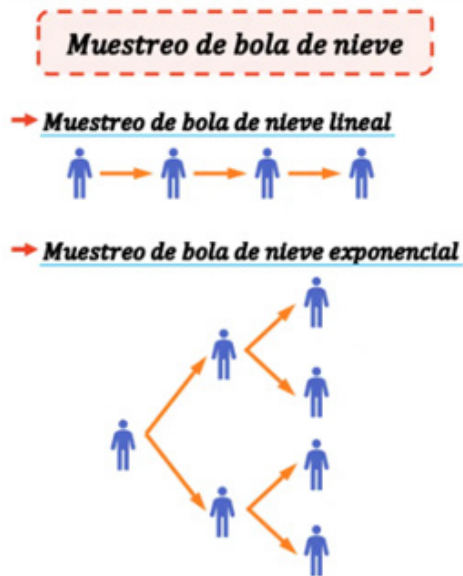 Muestreo de bola de nieve
Muestreo de bola de nieve lineal
Muestreo de bola de nieve exponencial